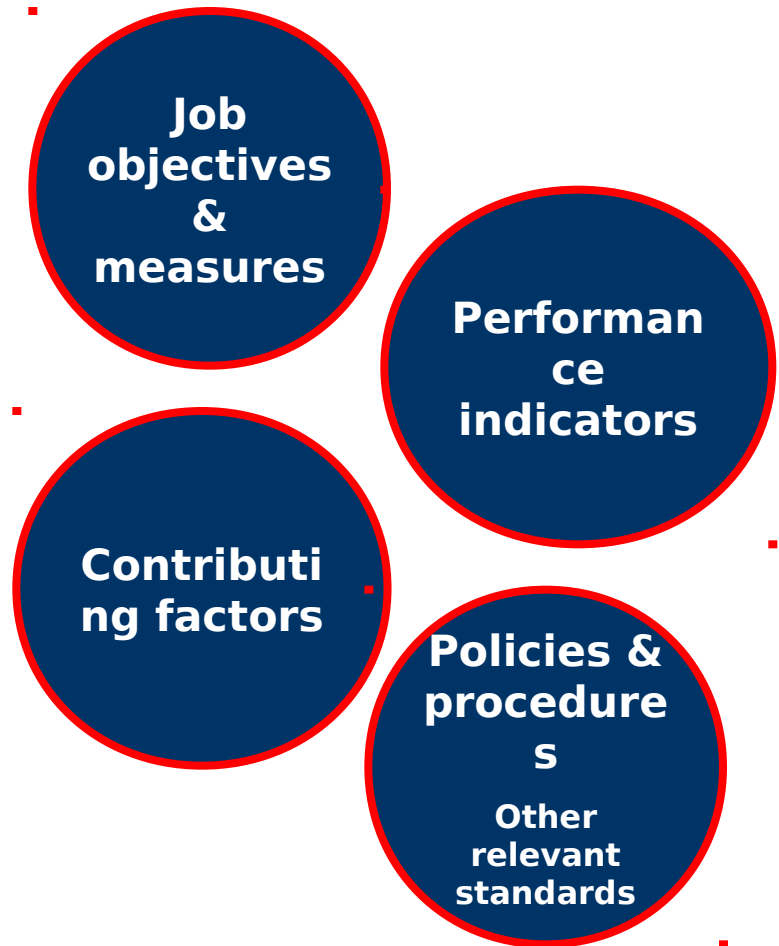 Job
objectives
&
measures
Performan
ce
indicators
Contributi
ng factors
Policies &
procedure
s
Other
relevant
standards